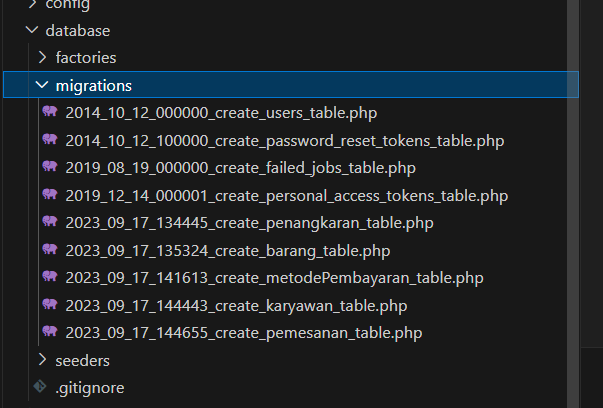 config
database
factories
migrations
2014_10_12_000000_create_users_table.php
2014_10_12_100000_create_password_reset_tokens_table.php
2019_08_19_000000_create_failed_jobs_table.php
2019_12_14_000001_create_personal_access_tokens_table.php
2023_09_17_134445_create_penangkaran_table.php
2023_09_17_135324_create_barang_table.php
2023_09_17_141613_create_metodePembayaran_table.php
2023_09_17_144443_create_karyawan_table.php
2023_09_17_144655_create_pemesanan_table.php
seeders
.gitignore